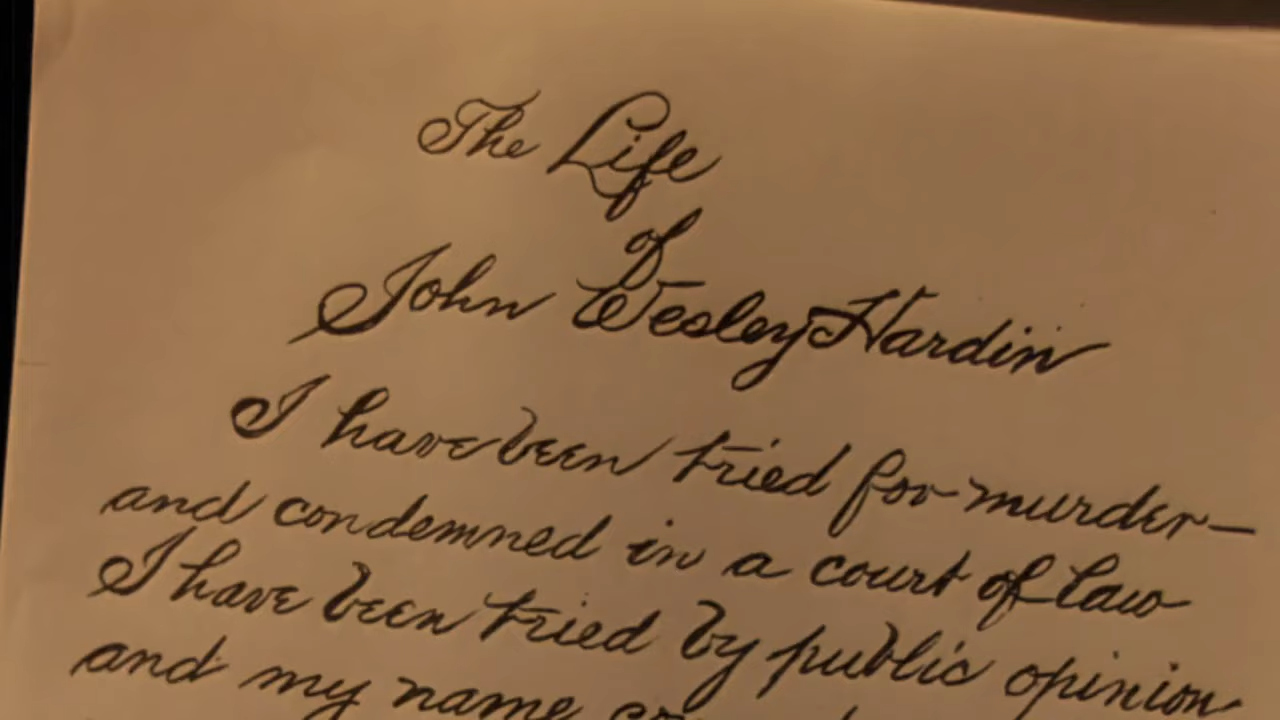 The Life
of
John Wesley Hardin
I have been tried for murder—
and condemned in a court of law
I have been tried by public opinion
and my name